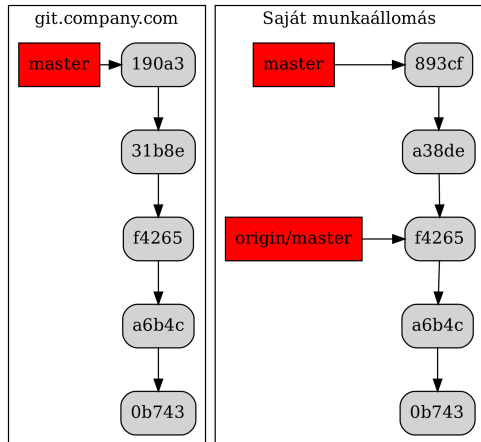 git.company.com
master
190a3
31b8e
f4265
a6b4c
0b743
Saját munkaállomás
master
893cf
a38de
origin/master
f4265
a6b4c
0b743